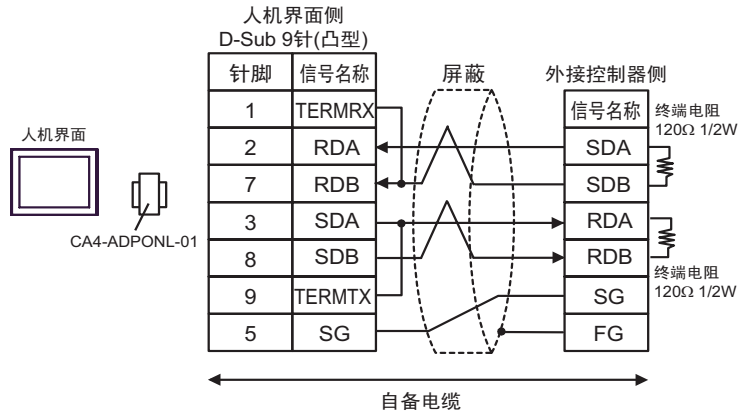 人机界面侧
D-Sub 9针(凸型)
针脚 信号名称
1 TERMRX
2 RDA
7 RDB
3 SDA
8 SDB
9 TERMTX
5 SG
屏蔽
外接控制器侧
信号名称
SDA
SDB
RDA
RDB
SG
FG
终端电阻
120Ω 1/2W
终端电阻
120Ω 1/2W
人机界面
CA4-ADPONL-01
自备电缆